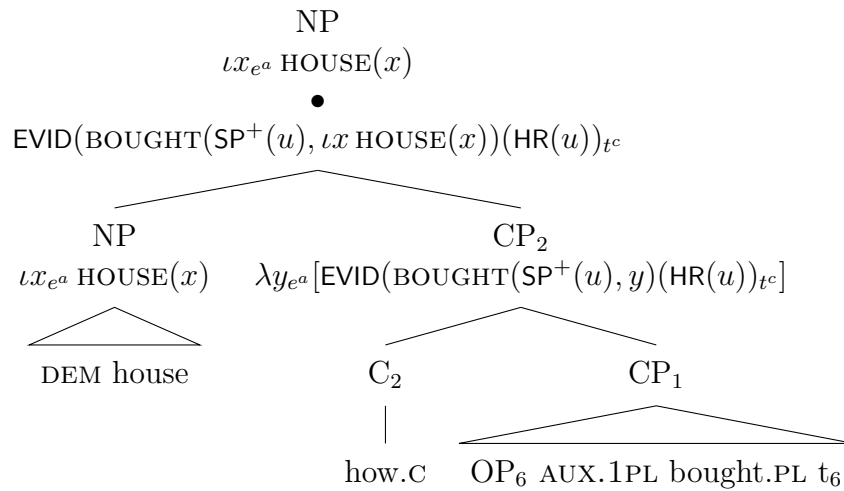 NP
ιx_{e^a} HOUSE(x)
•
EVID(BOUGHT(SP⁺(u), ιx HOUSE(x))(HR(u))_{t^c}
NP CP₂
ιx_{e^a} HOUSE(x) λy_{e^a}[EVID(BOUGHT(SP⁺(u), y)(HR(u))_{t^c}]
DEM house C₂ CP₁
how.C OP₆ AUX.1PL bought.PL t₆